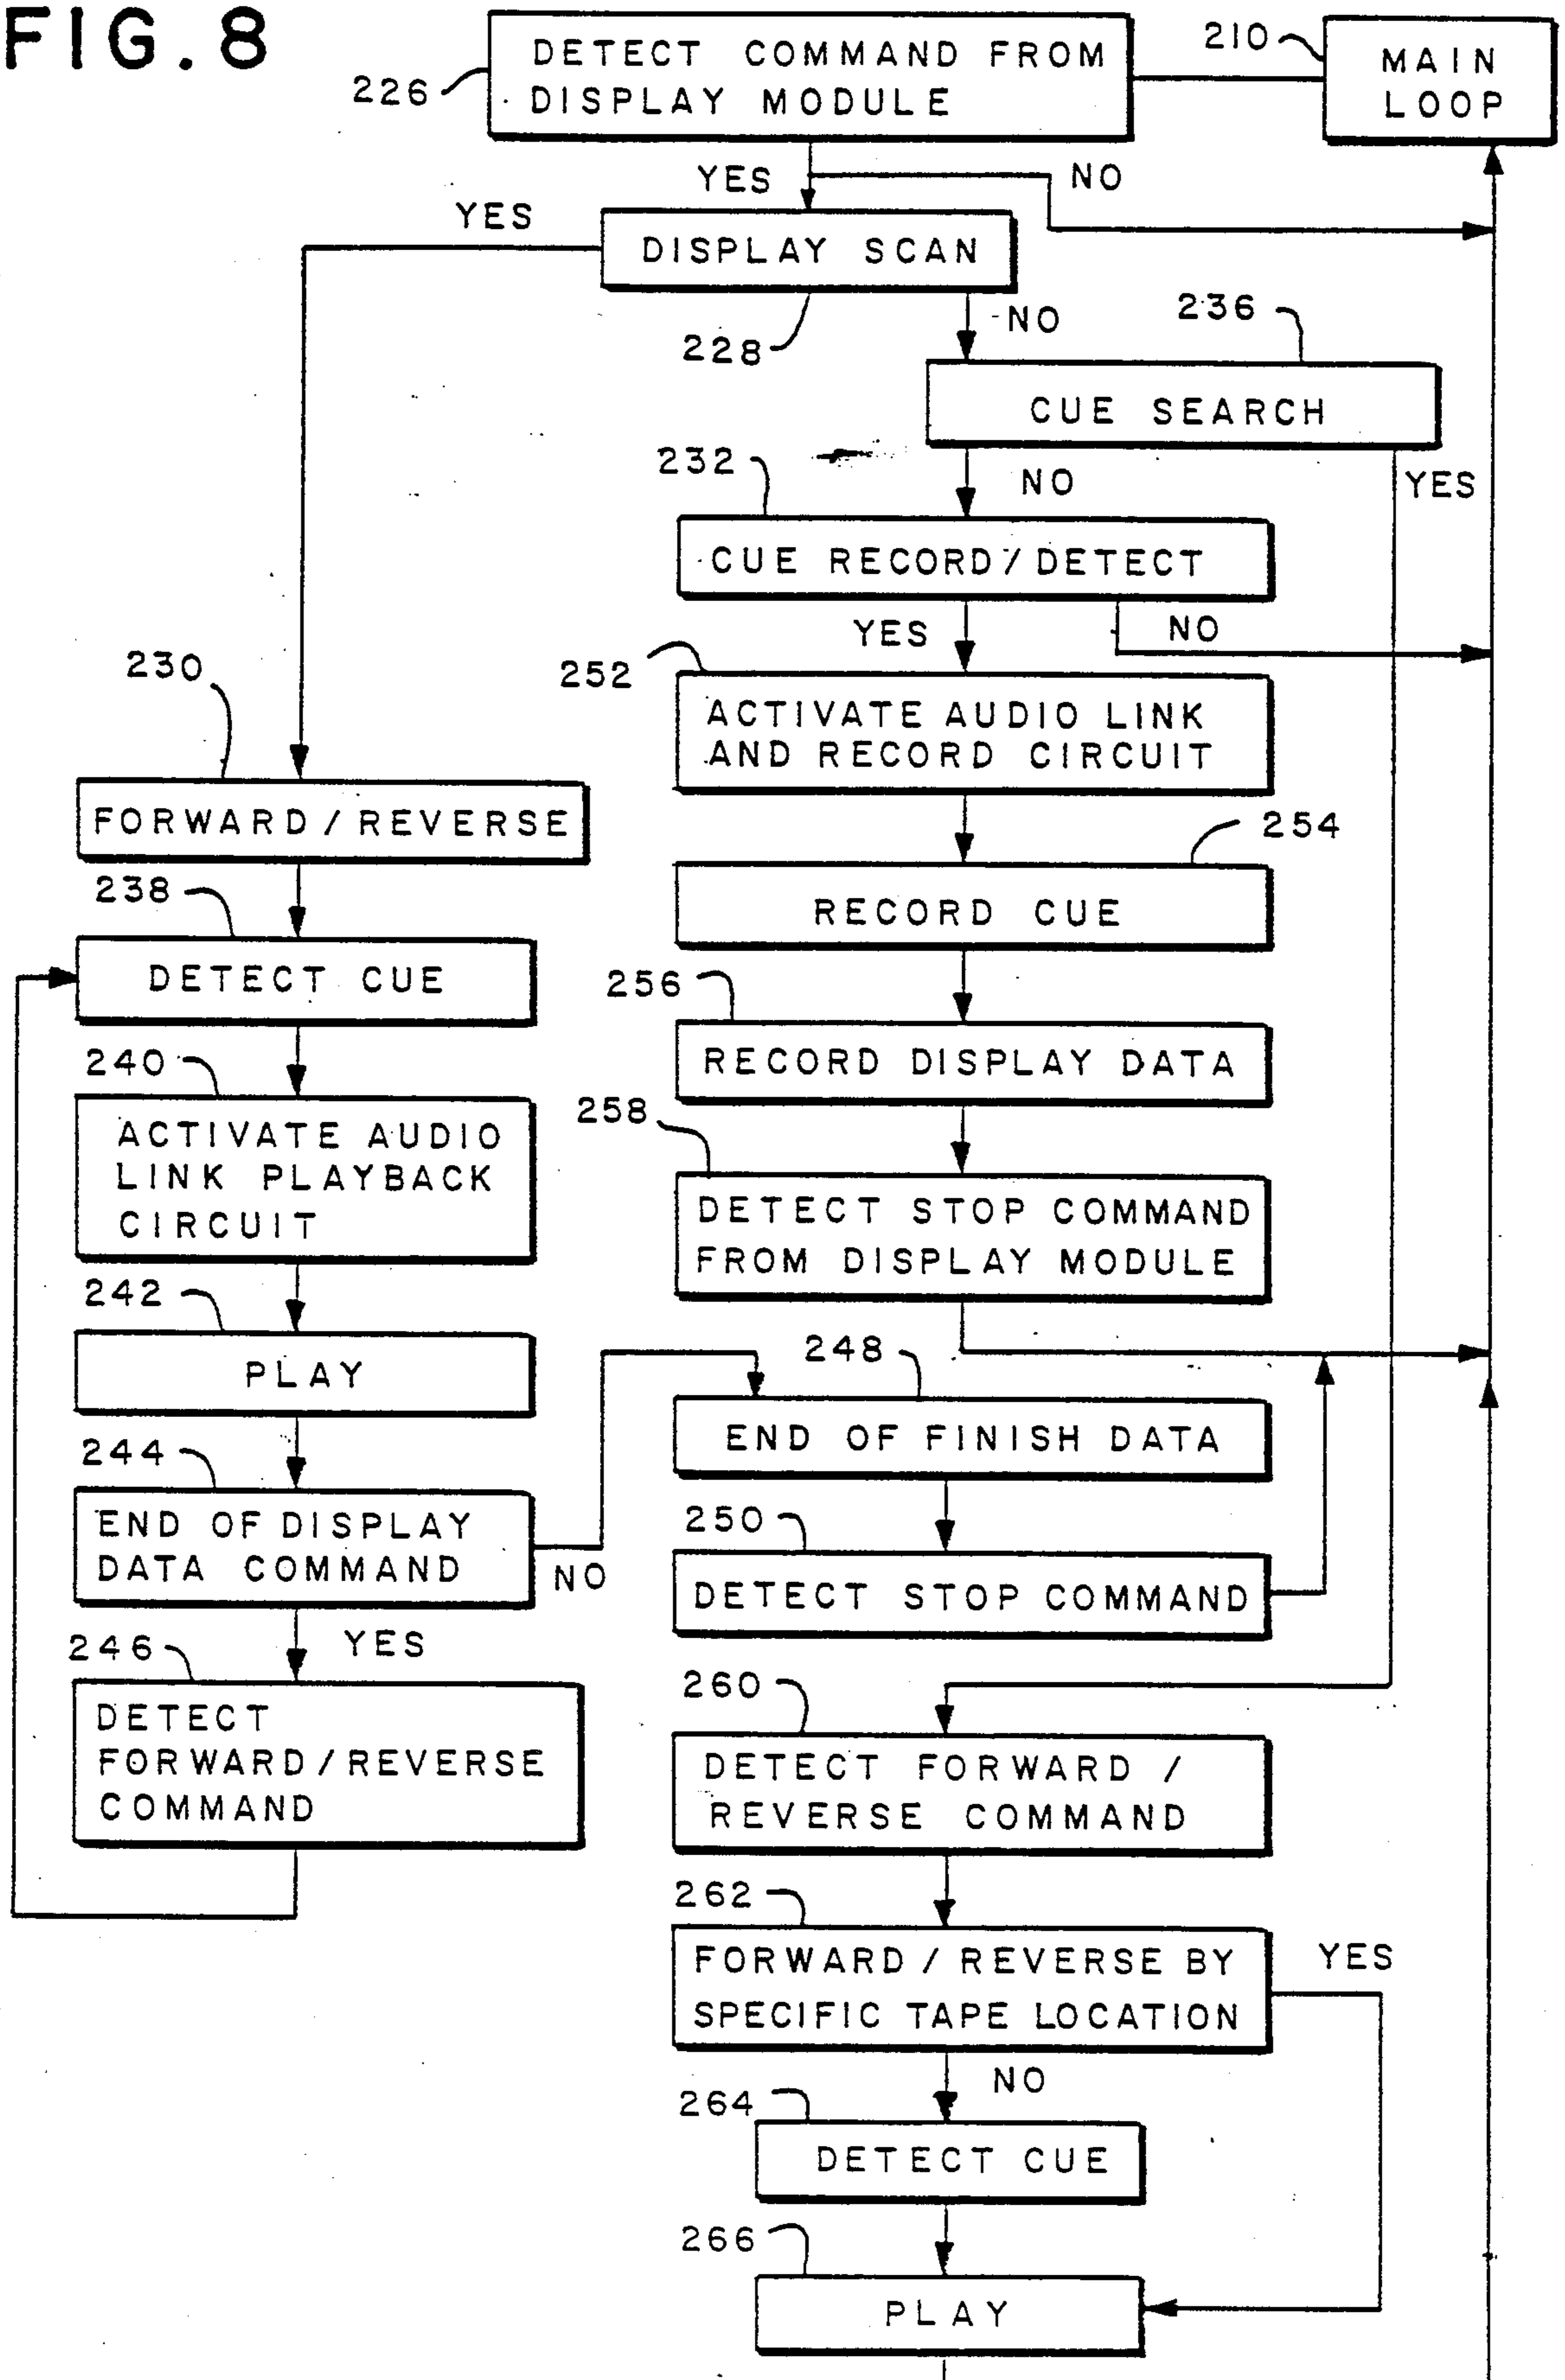 FIG. 8
226
DETECT COMMAND FROM
DISPLAY MODULE
210
MAIN
LOOP
YES
NO
YES
DISPLAY SCAN
228
NO
236
CUE SEARCH
232
NO
YES
CUE RECORD/DETECT
YES
NO
252
ACTIVATE AUDIO LINK
AND RECORD CIRCUIT
230
FORWARD/REVERSE
254
RECORD CUE
238
DETECT CUE
256
RECORD DISPLAY DATA
240
ACTIVATE AUDIO
LINK PLAYBACK
CIRCUIT
258
DETECT STOP COMMAND
FROM DISPLAY MODULE
242
PLAY
248
END OF FINISH DATA
244
END OF DISPLAY
DATA COMMAND
NO
250
DETECT STOP COMMAND
YES
246
DETECT
FORWARD/REVERSE
COMMAND
260
DETECT FORWARD /
REVERSE COMMAND
262
FORWARD/REVERSE BY
SPECIFIC TAPE LOCATION
YES
NO
264
DETECT CUE
266
PLAY